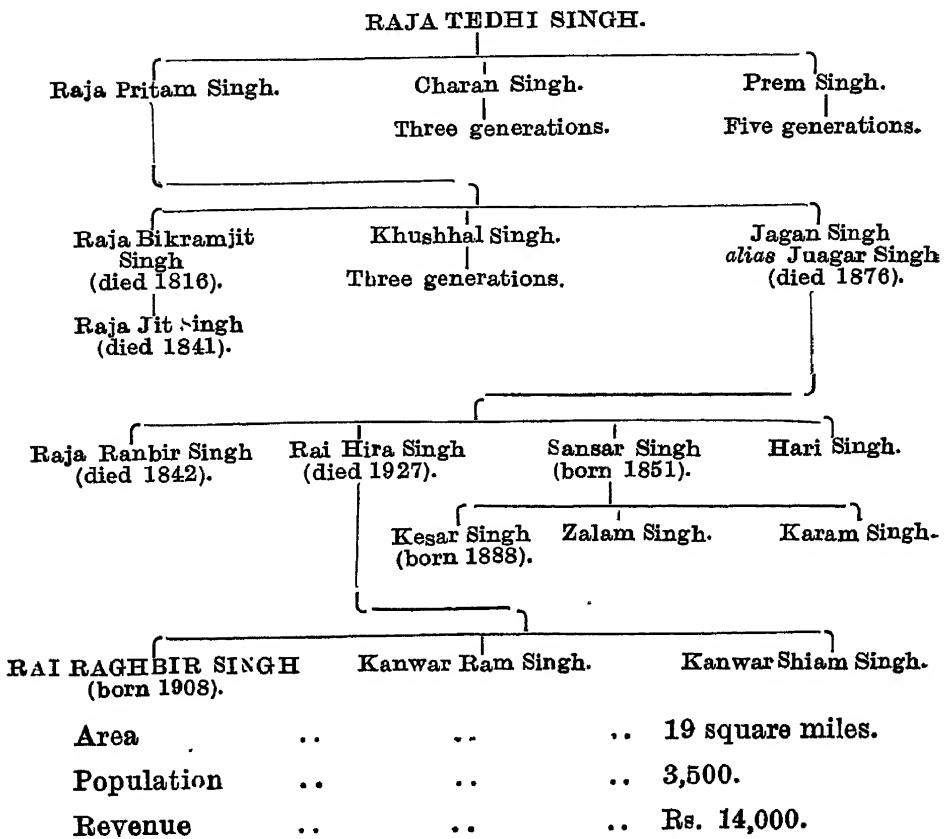 RAJA TEDHI SINGH.
Raja Pritam Singh. Charan Singh. Prem Singh.
Three generations. Five generations.
Raja Bikramjit Khushhal Singh. Jagan Singh
Singh alias Juagar Singh
(died 1816). Three generations. (died 1876).
Raja Jit Singh
(died 1841).
Raja Ranbir Singh Rai Hira Singh Sansar Singh Hari Singh.
(died 1842). (died 1927). (born 1851).
Kesar Singh Zalam Singh. Karam Singh.
(born 1888).
RAI RAGHBIR SINGH Kanwar Ram Singh. Kanwar Shiam Singh.
(born 1908).
Area .. .. .. 19 square miles.
Population .. .. .. 3,500.
Revenue .. .. .. Rs. 14,000.